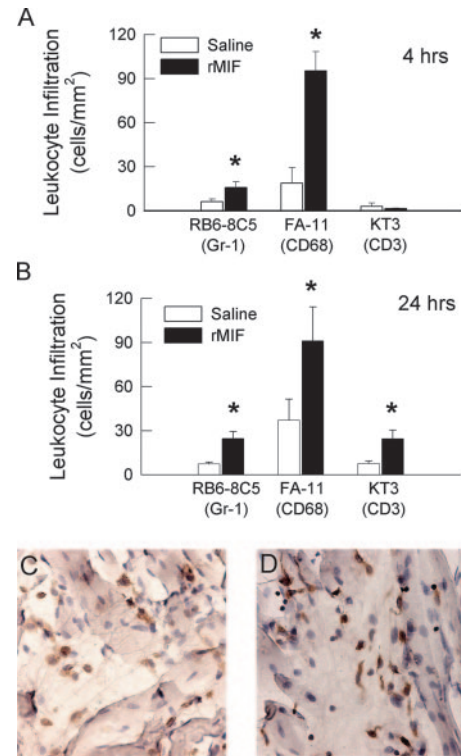 A
Leukocyte Infiltration
(cells/mm²)
120
90
60
30
0
Saline
rMIF
4 hrs
*
*
RB6-8C5
(Gr-1)
FA-11
(CD68)
KT3
(CD3)
B
Leukocyte Infiltration
(cells/mm²)
120
90
60
30
0
Saline
rMIF
24 hrs
*
*
*
RB6-8C5
(Gr-1)
FA-11
(CD68)
KT3
(CD3)
C
D